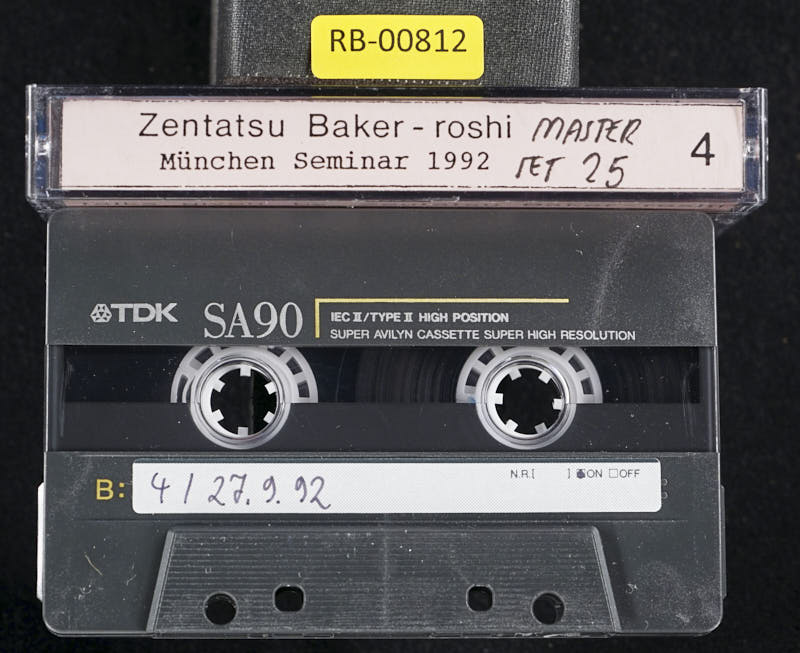 RB-00812
Zentatsu Baker-roshi MASTER
München Seminar 1992 SET 25
4
TDK SA90
IEC II/TYPE II HIGH POSITION
SUPER AVILYN CASSETTE SUPER HIGH RESOLUTION
N.R.[ ] ON OFF
B: 4 / 27.9.92